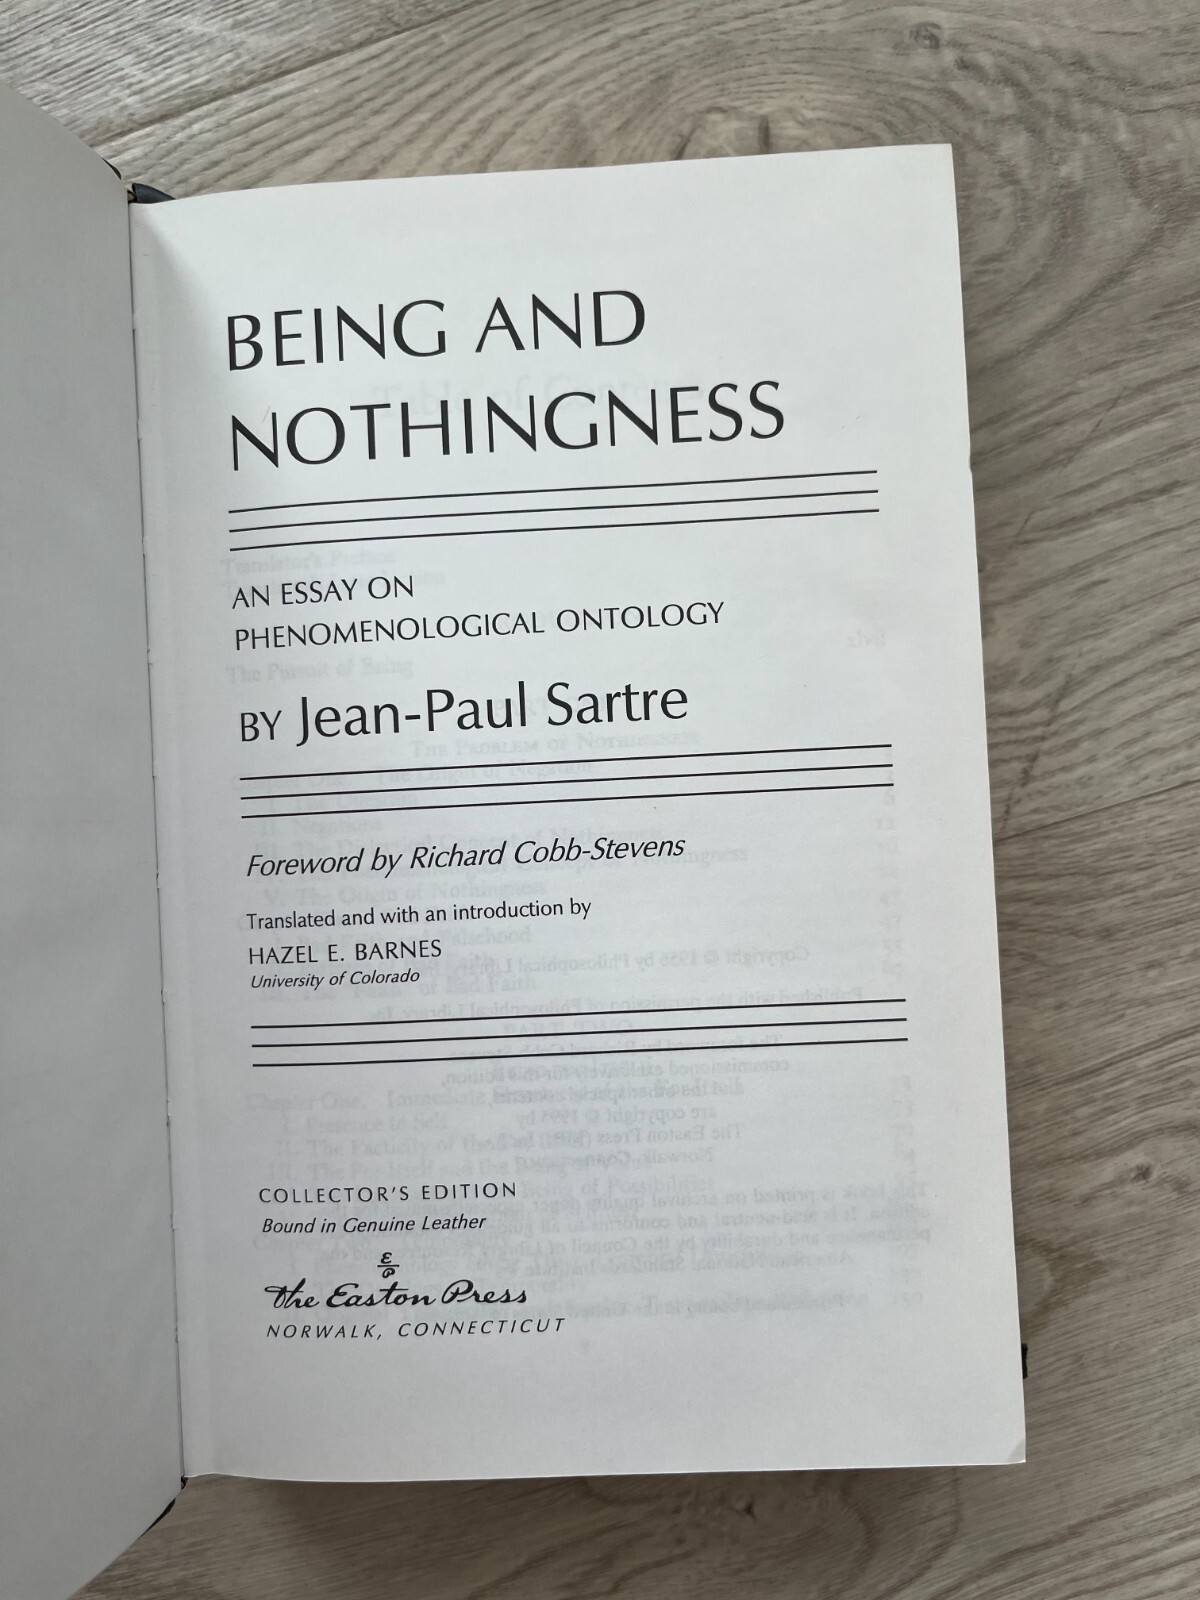 BEING AND
NOTHINGNESS
AN ESSAY ON
PHENOMENOLOGICAL ONTOLOGY
BY Jean-Paul Sartre
Foreword by Richard Cobb-Stevens
Translated and with an introduction by
HAZEL E. BARNES
University of Colorado
COLLECTOR'S EDITION
Bound in Genuine Leather
The Easton Press
NORWALK, CONNECTICUT